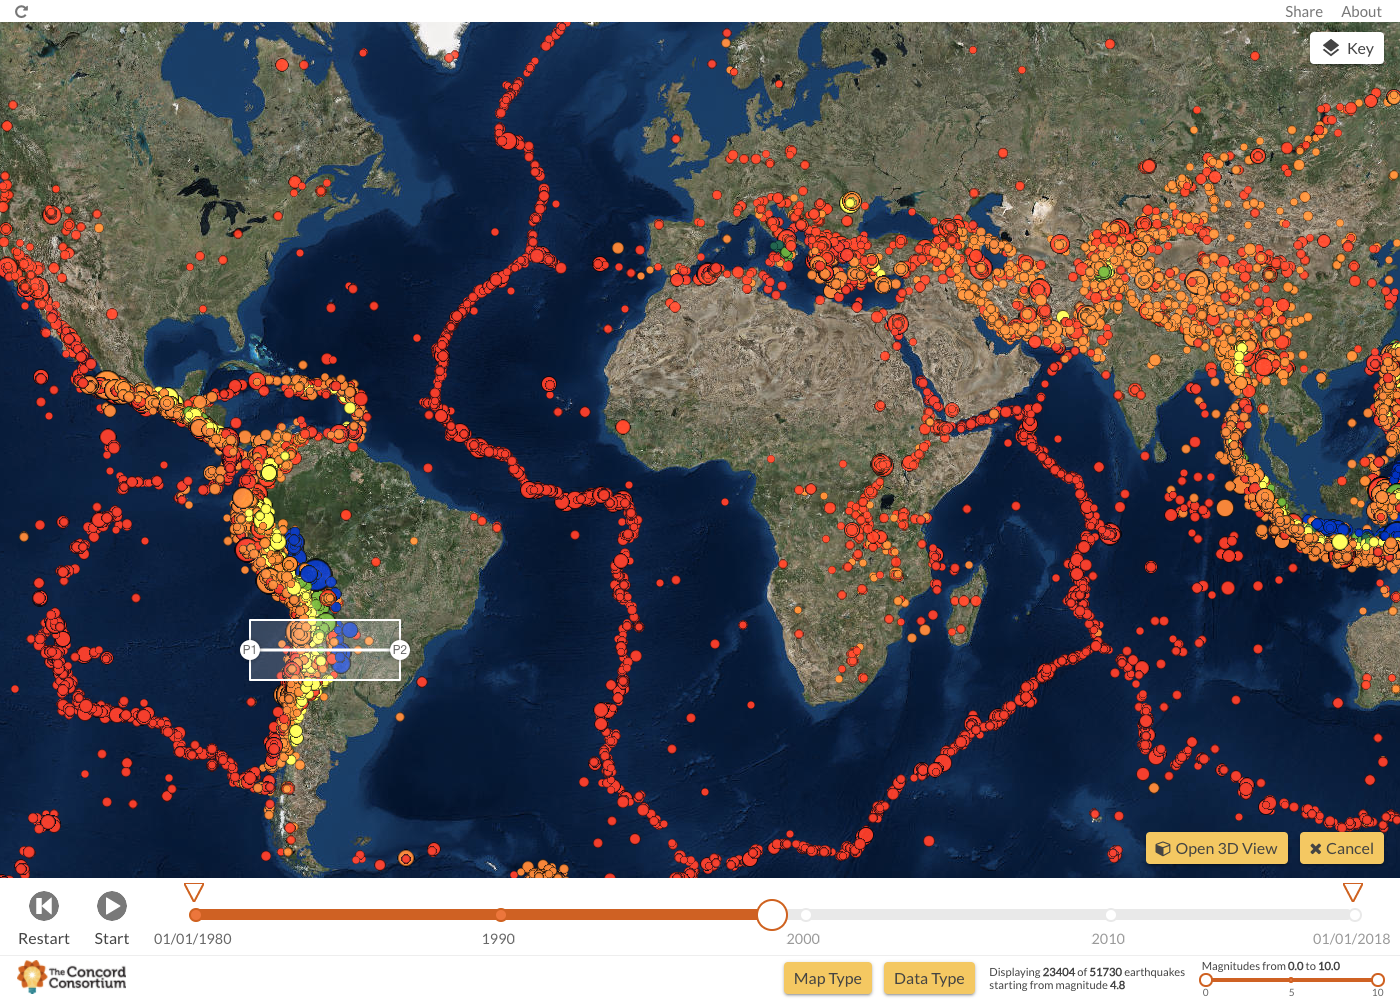 Share About
Key
P1 P2
Open 3D View Cancel
Restart Start 01/01/1980 1990 2000 2010 01/01/2018
The Concord
Consortium
Map Type Data Type
Displaying 23404 of 51730 earthquakes
starting from magnitude 4.8
Magnitudes from 0.0 to 10.0
0 5 10